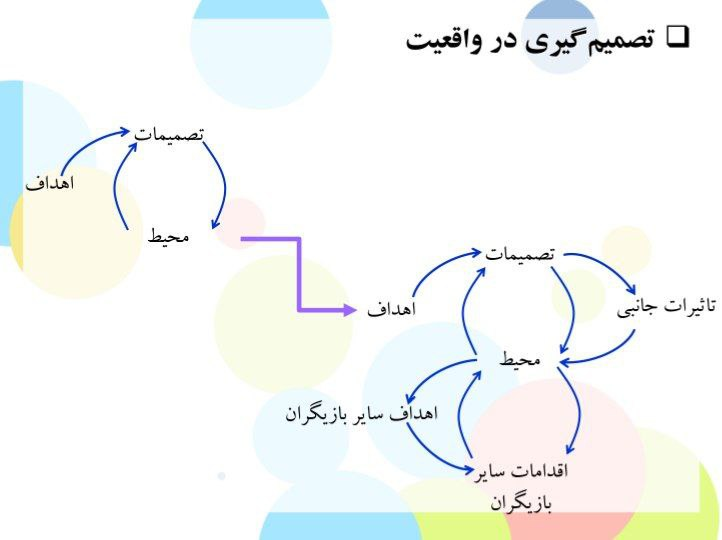 ❑ تصمیم‌گیری در واقعیت
تصمیمات
اهداف
محیط
تصمیمات
تاثیرات جانبی
اهداف
محیط
اهداف سایر بازیگران
اقدامات سایر
بازیگران